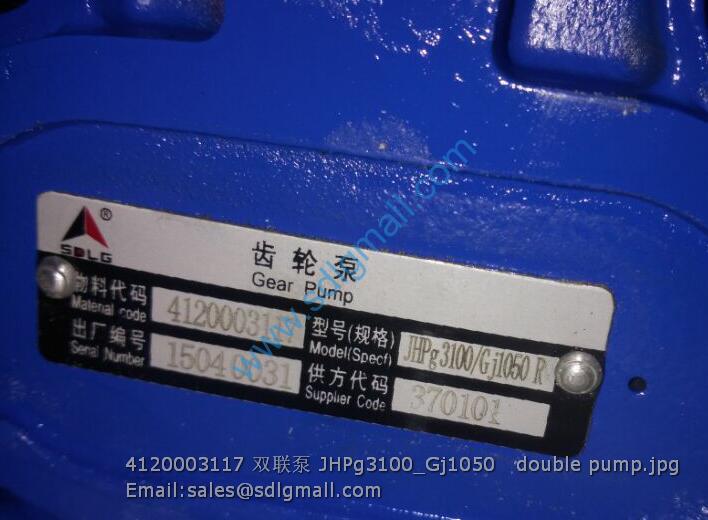 ®
SDLG
齿轮泵
Gear Pump
物料代码
Material code
出厂编号
Serial Number
型号(规格) JHPg3100/Gj1050 R
Model(Specf)
供方代码 370101
Supplier Code
www.sdlgmall.com
4120003117 双联泵 JHPg3100_Gj1050 double pump.jpg
Email:sales@sdlgmall.com